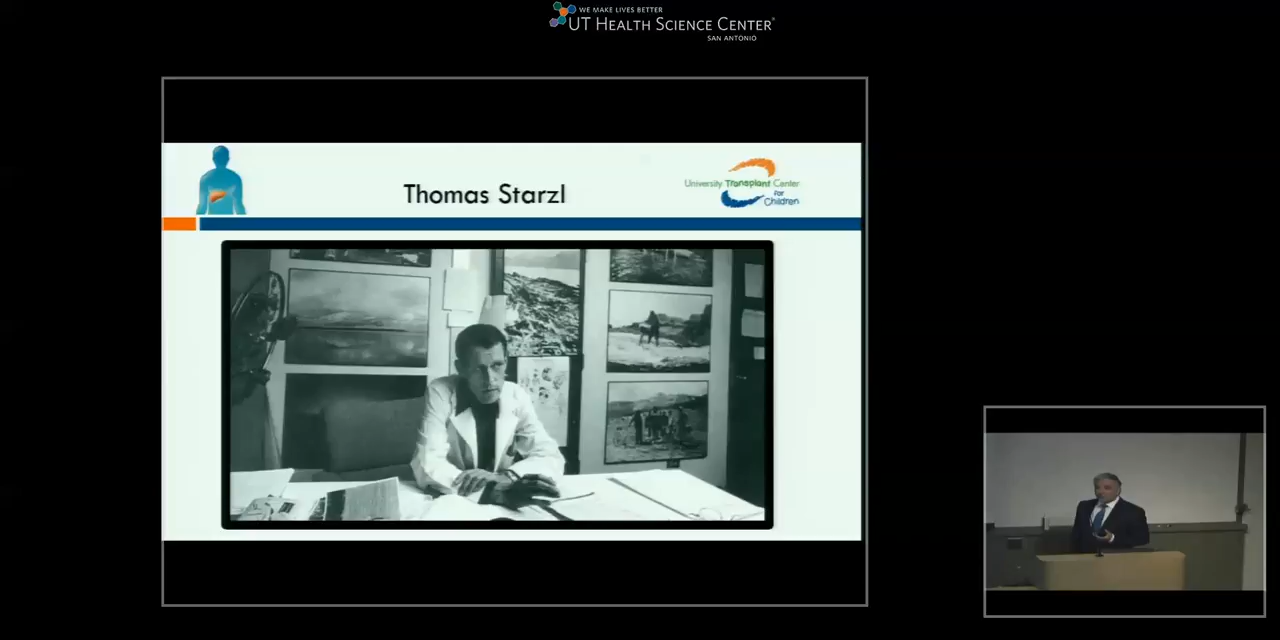 WE MAKE LIVES BETTER
UT HEALTH SCIENCE CENTER®
SAN ANTONIO
Thomas Starzl
University Transplant Center
for
Children